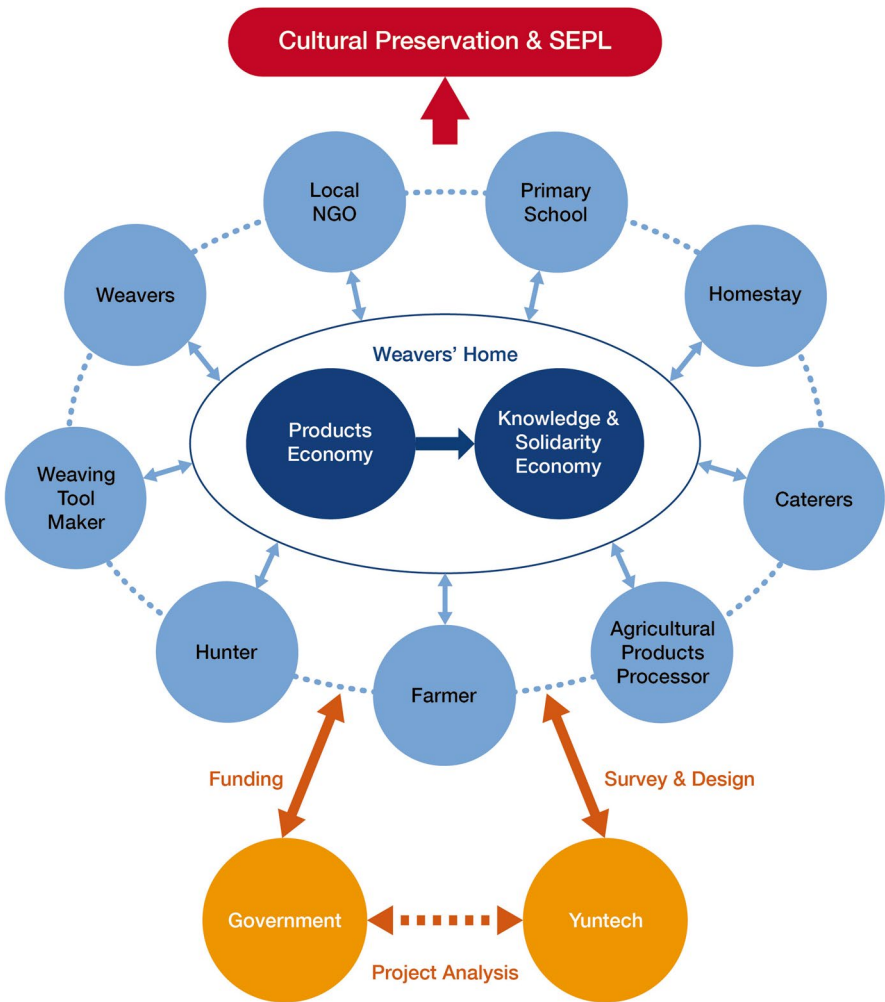 Cultural Preservation & SEPL
Local
NGO
Primary
School
Weavers
Homestay
Weavers’ Home
Products
Economy
Knowledge &
Solidarity
Economy
Weaving
Tool
Maker
Caterers
Hunter
Farmer
Agricultural
Products
Processor
Funding
Survey & Design
Government
Yuntech
Project Analysis